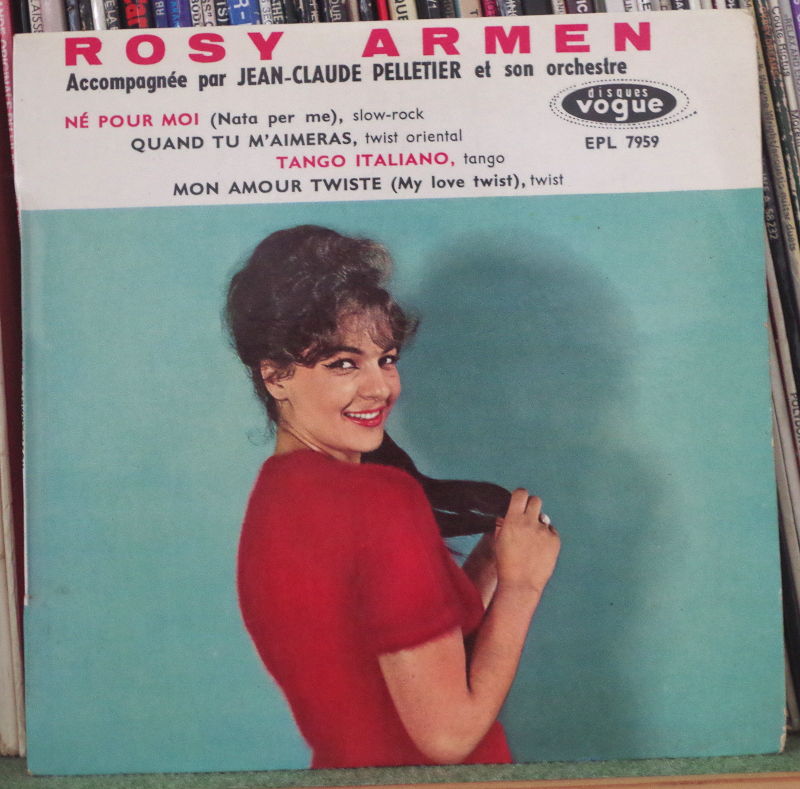 ROSY ARMEN
Accompagnée par JEAN-CLAUDE PELLETIER et son orchestre
NÉ POUR MOI (Nata per me), slow-rock
QUAND TU M'AIMERAS, twist oriental
TANGO ITALIANO, tango
MON AMOUR TWISTE (My love twist), twist
disques
vogue
EPL 7959